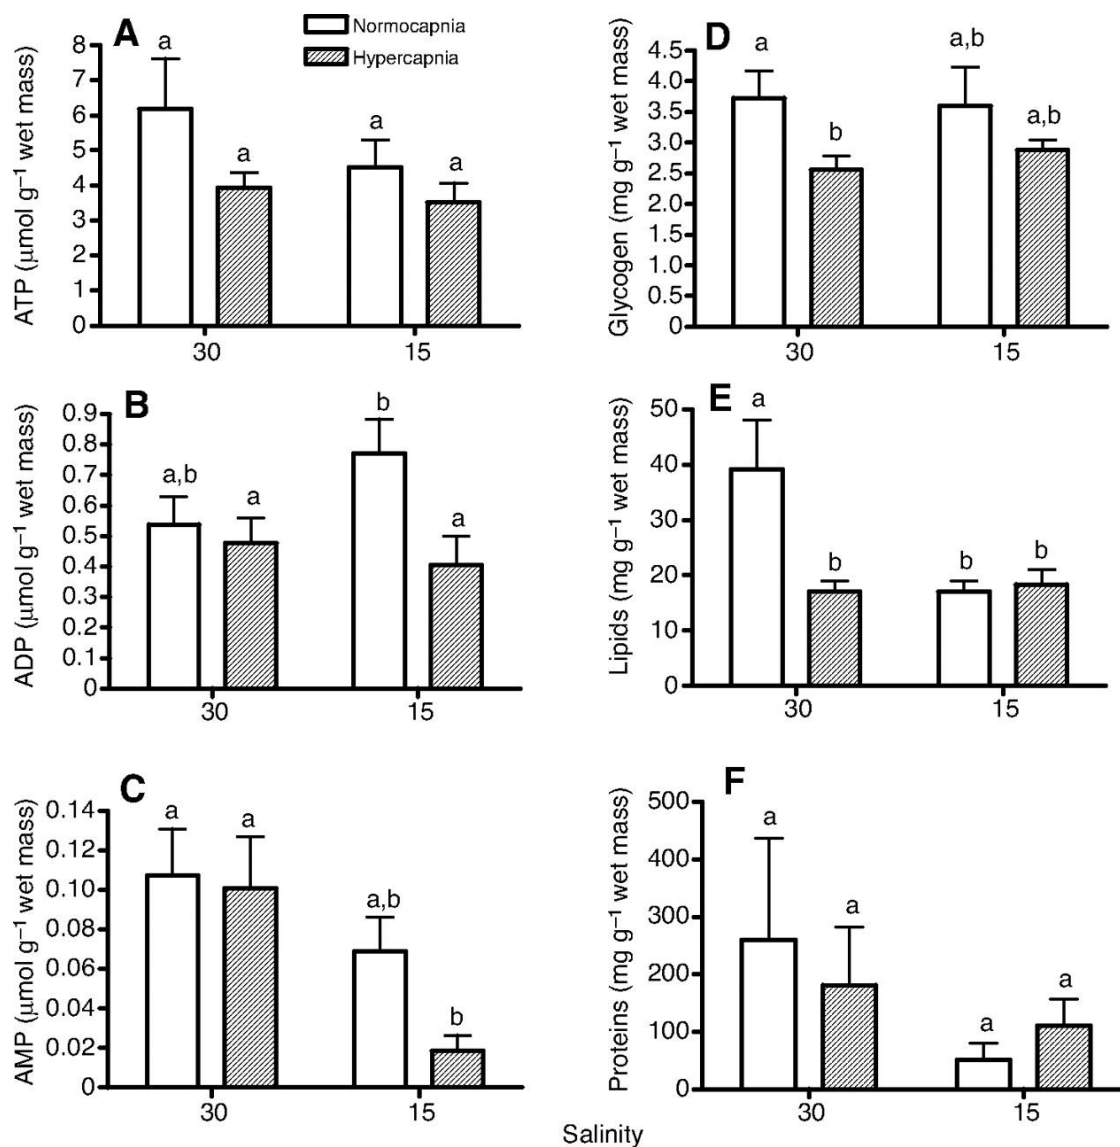 A
Normocapnia
Hypercapnia
ATP (μmol g⁻¹ wet mass)
8
7
6
5
4
3
2
1
0
a
a
a
a
30
15
D
Glycogen (mg g⁻¹ wet mass)
4.5
4.0
3.5
3.0
2.5
2.0
1.5
1.0
0.5
0
a
b
a,b
a,b
30
15
B
ADP (μmol g⁻¹ wet mass)
0.9
0.8
0.7
0.6
0.5
0.4
0.3
0.2
0.1
0
a,b
a
b
a
30
15
E
Lipids (mg g⁻¹ wet mass)
50
40
30
20
10
0
a
b
b
b
30
15
C
AMP (μmol g⁻¹ wet mass)
0.14
0.12
0.10
0.08
0.06
0.04
0.02
0
a
a
a,b
b
30
15
F
Proteins (mg g⁻¹ wet mass)
500
400
300
200
100
0
a
a
a
a
30
15
Salinity